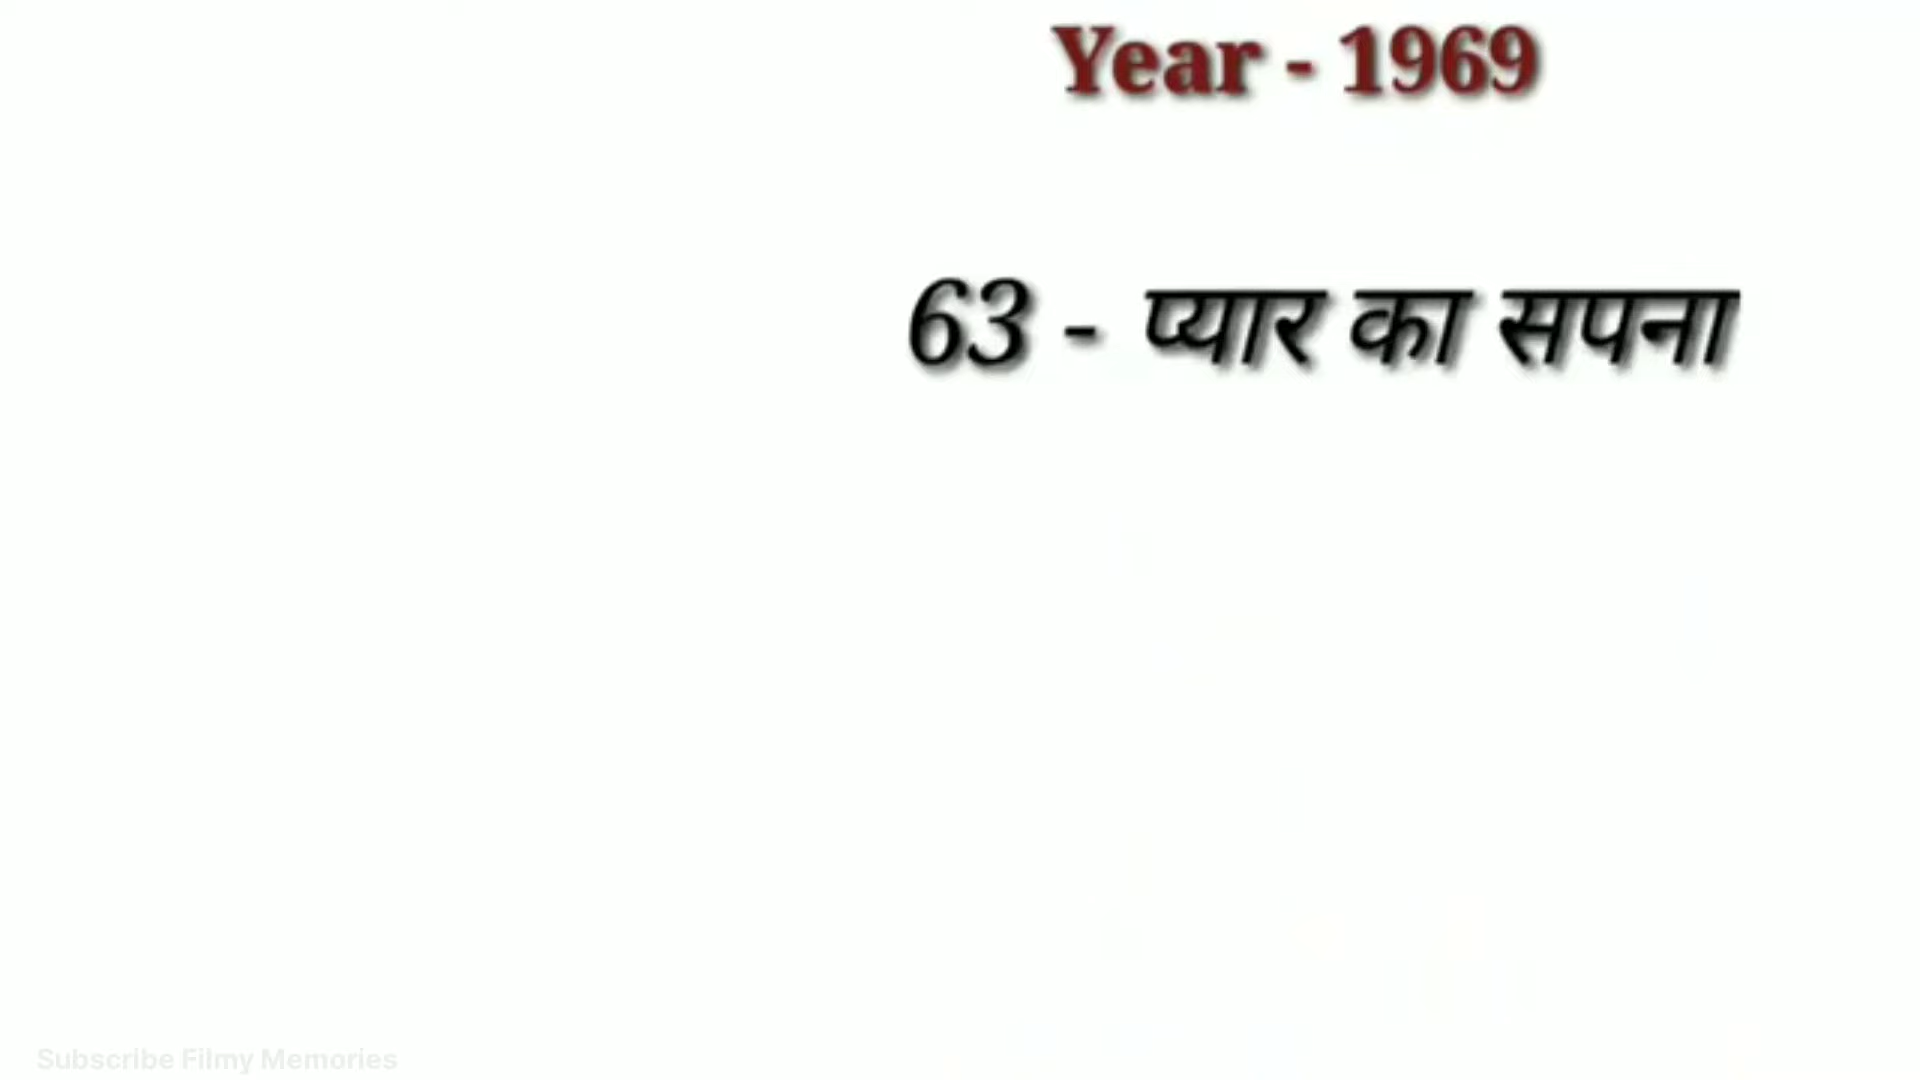 Year - 1969
63 - प्यार का सपना
Subscribe Filmy Memories